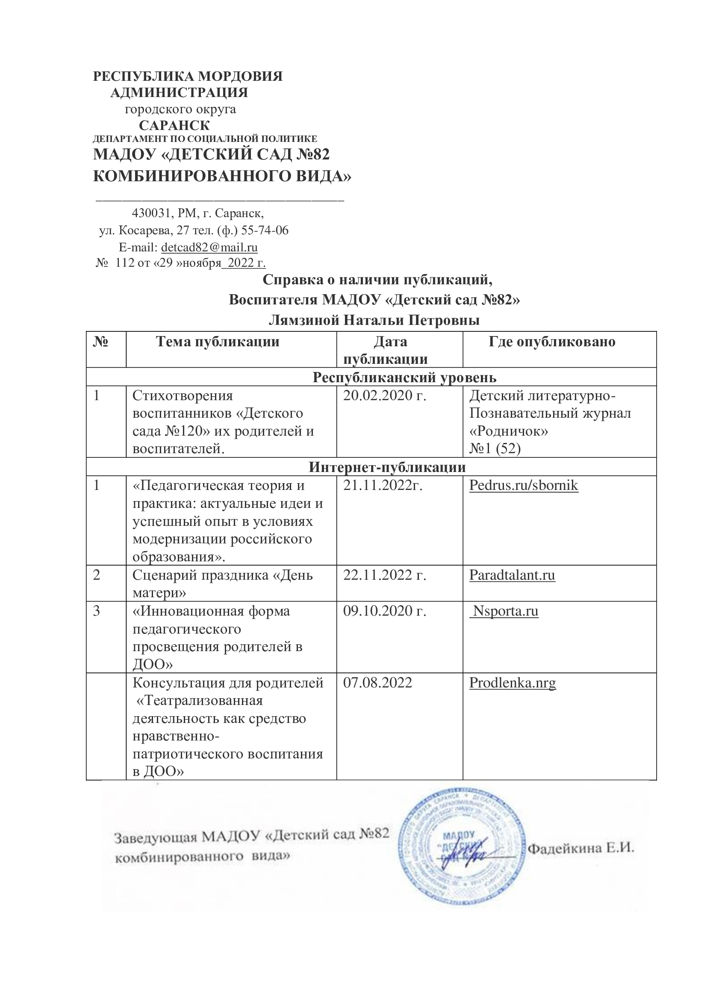 РЕСПУБЛИКА МОРДОВИЯ
АДМИНИСТРАЦИЯ
городского округа
САРАНСК
ДЕПАРТАМЕНТ ПО СОЦИАЛЬНОЙ ПОЛИТИКЕ
МАДОУ «ДЕТСКИЙ САД №82
КОМБИНИРОВАННОГО ВИДА»
______________________________________
430031, РМ, г. Саранск,
ул. Косарева, 27 тел. (ф.) 55-74-06
E-mail: detcad82@mail.ru
№ 112 от «29 »ноября 2022 г.
Справка о наличии публикаций,
Воспитателя МАДОУ «Детский сад №82»
Лямзиной Натальи Петровны
№ Тема публикации Дата Где опубликовано
публикации
Республиканский уровень
1 Стихотворения 20.02.2020 г. Детский литературно-
воспитанников «Детского Познавательный журнал
сада №120» их родителей и «Родничок»
воспитателей. №1 (52)
Интернет-публикации
1 «Педагогическая теория и 21.11.2022г. Pedrus.ru/sbornik
практика: актуальные идеи и
успешный опыт в условиях
модернизации российского
образования».
2 Сценарий праздника «День 22.11.2022 г. Paradtalant.ru
матери»
3 «Инновационная форма 09.10.2020 г. Nsporta.ru
педагогического
просвещения родителей в
ДОО»
Консультация для родителей 07.08.2022 Prodlenka.nrg
«Театрализованная
деятельность как средство
нравственно-
патриотического воспитания
в ДОО»
Заведующая МАДОУ «Детский сад №82
комбинированного вида»
МАДОУ
"ДЕТСКИЙ
Фадейкина Е.И.